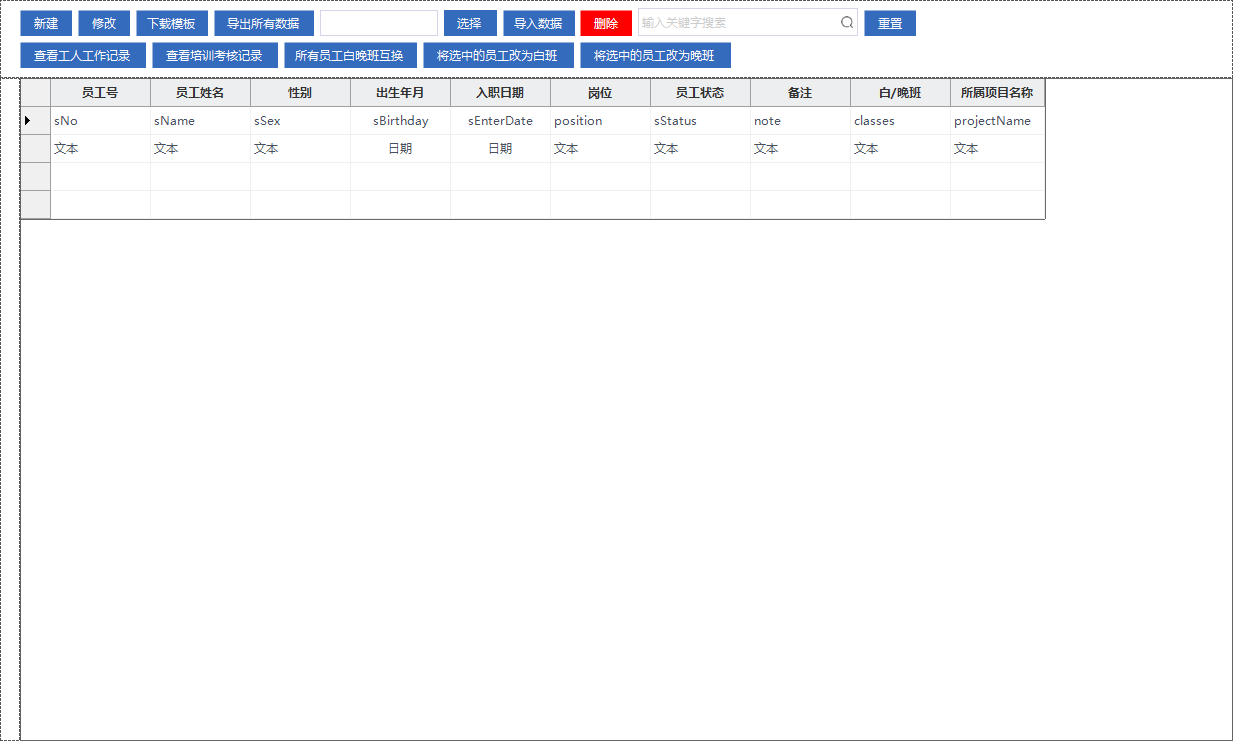 新建 修改 下载模板 导出所有数据 选择 导入数据 删除 输入关键字搜索 重置
查看工人工作记录 查看培训考核记录 所有员工白晚班互换 将选中的员工改为白班 将选中的员工改为晚班
员工号 员工姓名 性别 出生年月 入职日期 岗位 员工状态 备注 白/晚班 所属项目名称
sNo sName sSex sBirthday sEnterDate position sStatus note classes projectName
文本 文本 文本 日期 日期 文本 文本 文本 文本 文本